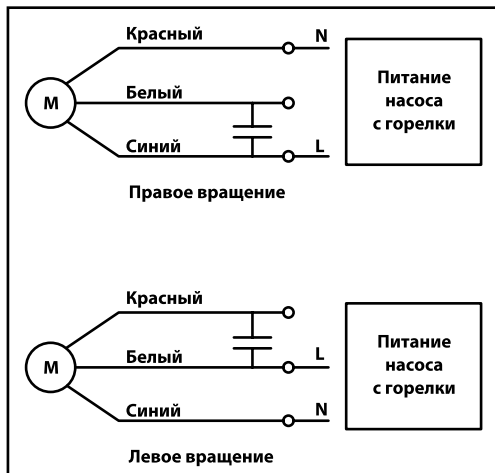 Красный
N
Белый
M
Синий
L
Питание
насоса
с горелки
Правое вращение
Красный
Белый
L
M
Синий
N
Питание
насоса
с горелки
Левое вращение